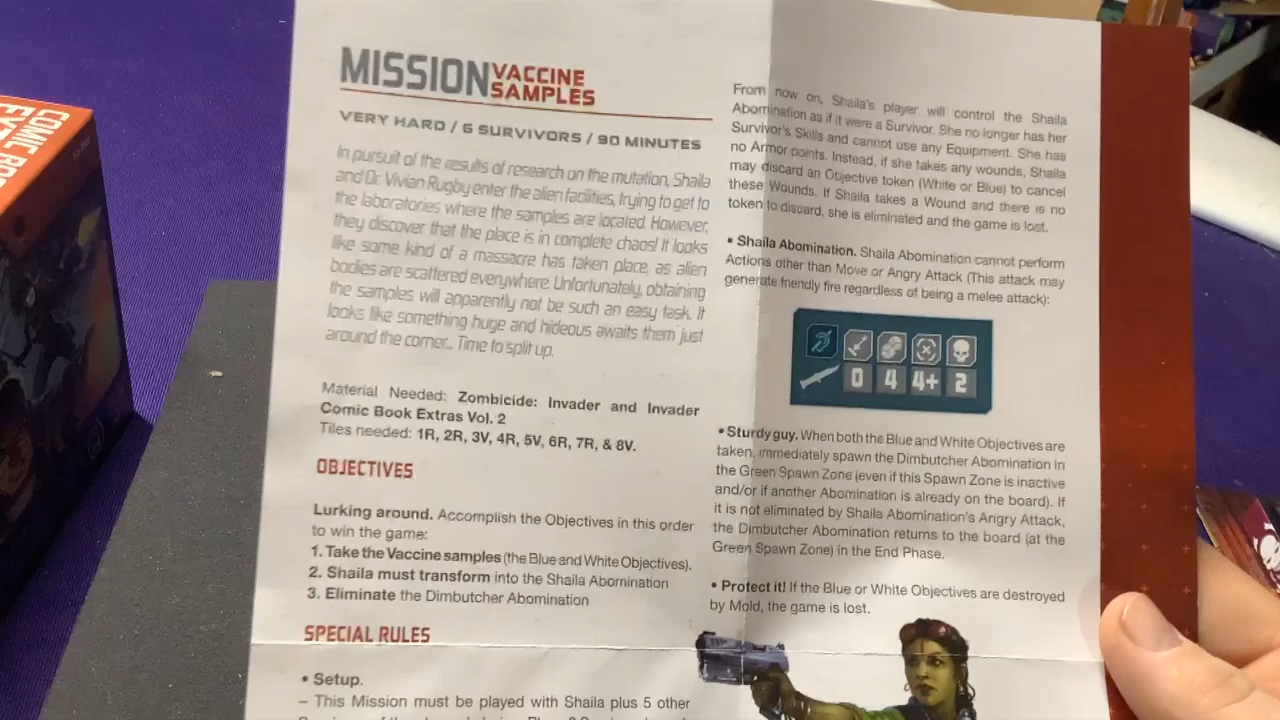 COMIC BOO
MISSION VACCINE
SAMPLES
VERY HARD / 6 SURVIVORS / 90 MINUTES
In pursuit of the results of research on the mutation, Shaila
and Dr. Vivian Rugby enter the alien facilities, trying to get to
the laboratories where the samples are located. However,
they discover that the place is in complete chaos! It looks
like some kind of a massacre has taken place, as alien
bodies are scattered everywhere. Unfortunately, obtaining
the samples will apparently not be such an easy task. It
looks like something huge and hideous awaits them just
around the corner... Time to split up.
Material Needed: Zombicide: Invader and Invader
Comic Book Extras Vol. 2
Tiles needed: 1R, 2R, 3V, 4R, 5V, 6R, 7R, & 8V.
OBJECTIVES
Lurking around. Accomplish the Objectives in this order
to win the game:
1. Take the Vaccine samples (the Blue and White Objectives).
2. Shaila must transform into the Shaila Abomination
3. Eliminate the Dimbutcher Abomination
SPECIAL RULES
• Setup.
– This Mission must be played with Shaila plus 5 other
From now on, Shaila's player will control the Shaila
Abomination as if it were a Survivor. She no longer has her
Survivor's Skills and cannot use any Equipment. She has
no Armor points. Instead, if she takes any wounds, Shaila
may discard an Objective token (White or Blue) to cancel
these Wounds. If Shaila takes a Wound and there is no
token to discard, she is eliminated and the game is lost.
• Shaila Abomination. Shaila Abomination cannot perform
Actions other than Move or Angry Attack (This attack may
generate friendly fire regardless of being a melee attack):
0 4 4+ 2
• Sturdy guy. When both the Blue and White Objectives are
taken, immediately spawn the Dimbutcher Abomination in
the Green Spawn Zone (even if this Spawn Zone is inactive
and/or if another Abomination is already on the board). If
it is not eliminated by Shaila Abomination's Angry Attack,
the Dimbutcher Abomination returns to the board (at the
Green Spawn Zone) in the End Phase.
• Protect it! If the Blue or White Objectives are destroyed
by Mold, the game is lost.